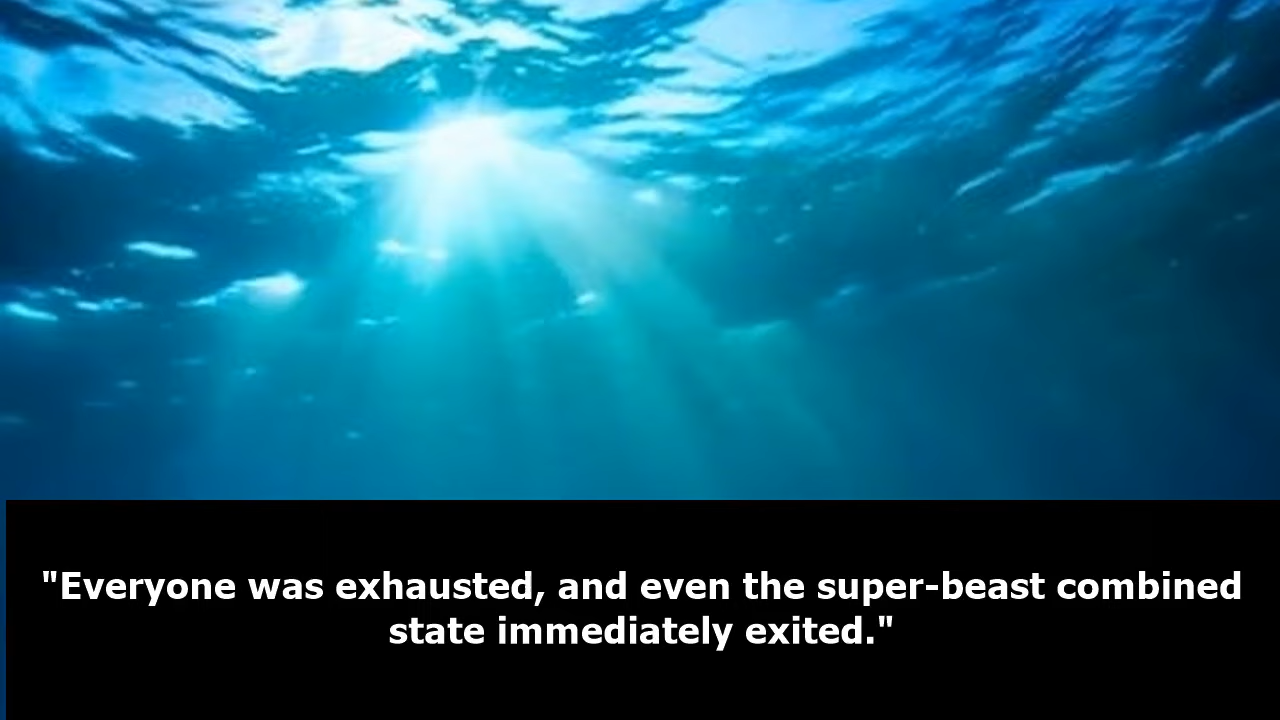 "Everyone was exhausted, and even the super-beast combined
state immediately exited."